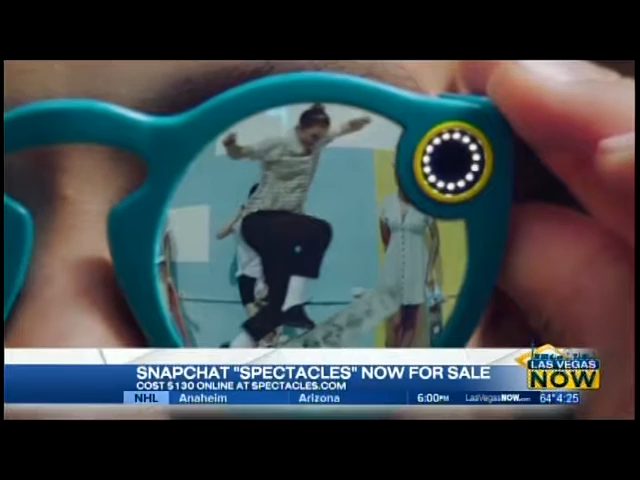 SNAPCHAT "SPECTACLES" NOW FOR SALE
COST $130 ONLINE AT SPECTACLES.COM
LAS VEGAS
NOW
NHL Anaheim Arizona 6:00PM LasVegasNOW.com 64° 4:25